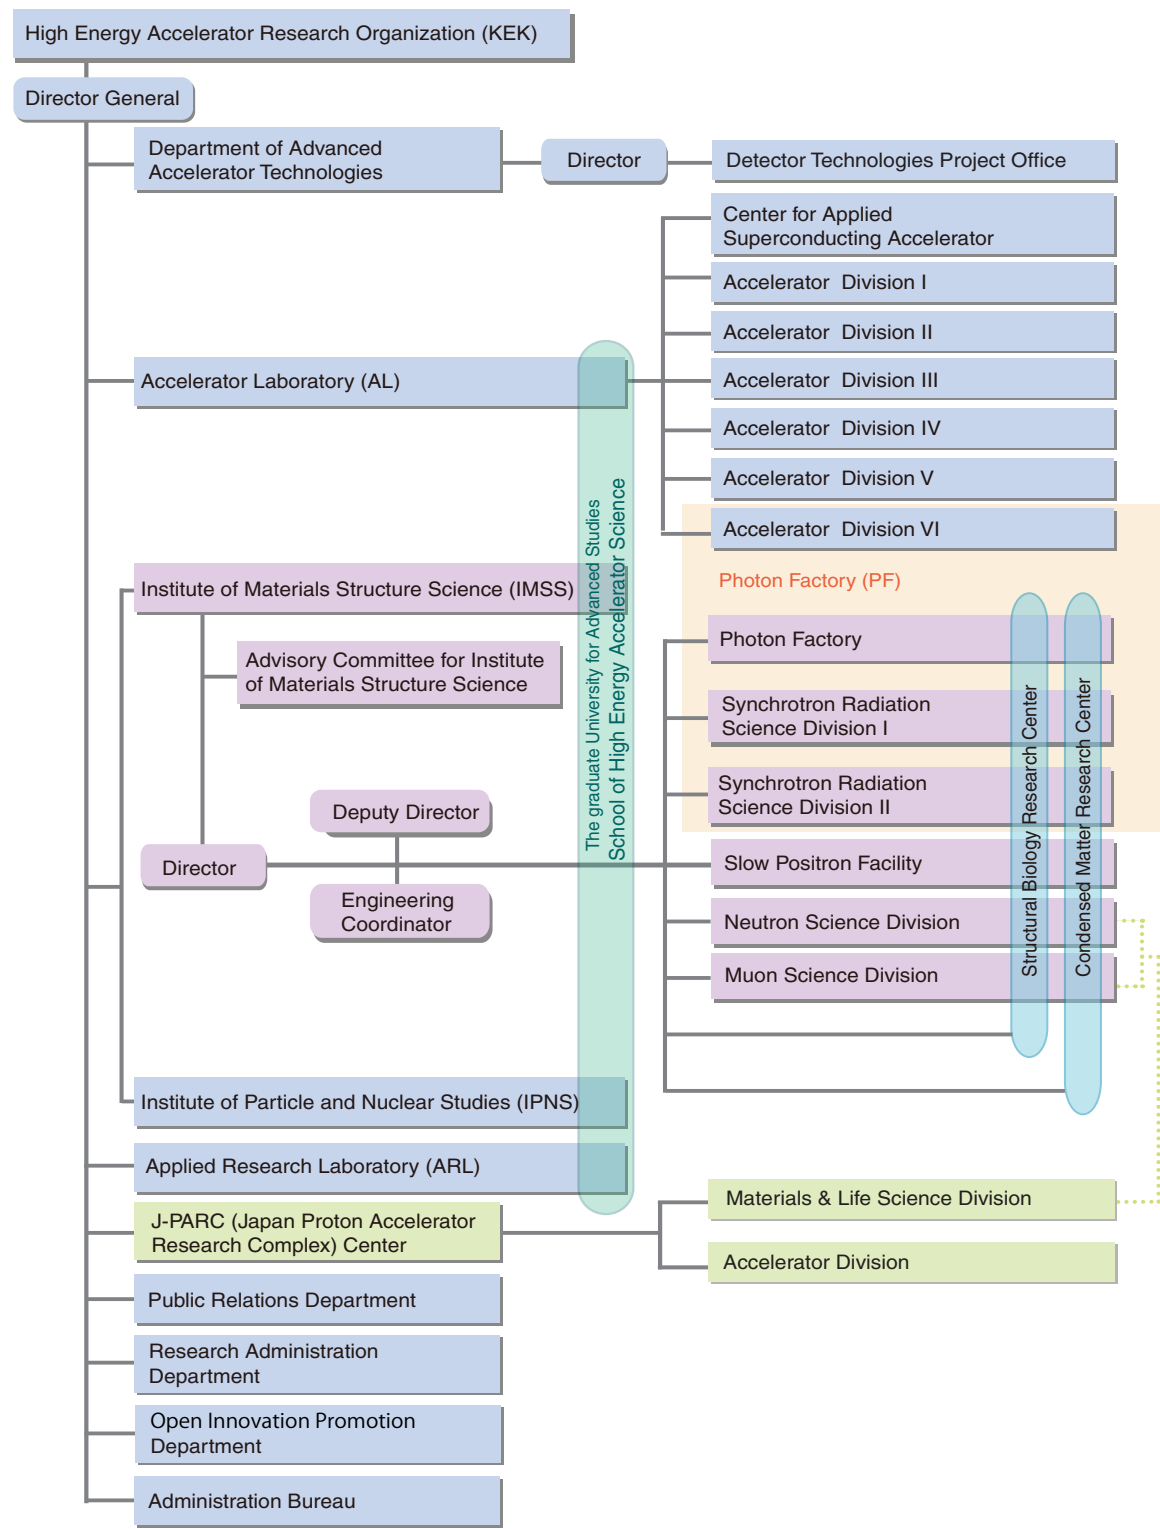 High Energy Accelerator Research Organization (KEK)
Director General
Department of Advanced
Accelerator Technologies
Director
Detector Technologies Project Office
Center for Applied
Superconducting Accelerator
Accelerator Division I
Accelerator Division II
Accelerator Laboratory (AL)
Accelerator Division III
Accelerator Division IV
Accelerator Division V
Accelerator Division VI
The graduate University for Advanced Studies
School of High Energy Accelerator Science
Photon Factory (PF)
Institute of Materials Structure Science (IMSS)
Advisory Committee for Institute
of Materials Structure Science
Deputy Director
Director
Engineering
Coordinator
Photon Factory
Synchrotron Radiation
Science Division I
Synchrotron Radiation
Science Division II
Slow Positron Facility
Neutron Science Division
Muon Science Division
Structural Biology Research Center
Condensed Matter Research Center
Institute of Particle and Nuclear Studies (IPNS)
Applied Research Laboratory (ARL)
J-PARC (Japan Proton Accelerator
Research Complex) Center
Materials & Life Science Division
Accelerator Division
Public Relations Department
Research Administration
Department
Open Innovation Promotion
Department
Administration Bureau